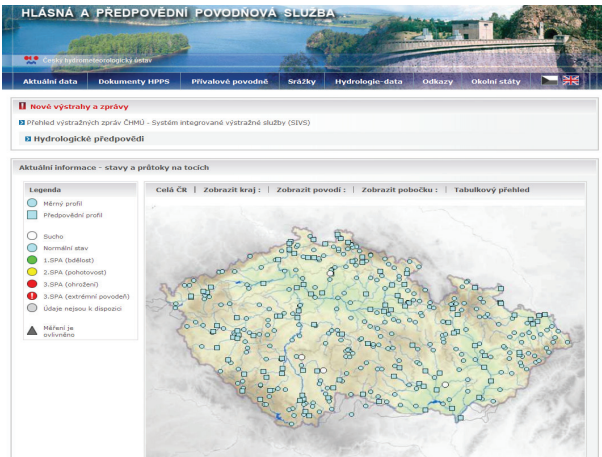 HLÁSNÁ A PŘEDPOVĚDNÍ POVODŇOVÁ SLUŽBA
Český hydrometeorologický ústav
Aktuální data Dokumenty HPPS Přívalové povodně Srážky Hydrologie-data Odkazy Okolní státy
Nové výstrahy a zprávy
Přehled výstražných zpráv ČHMÚ - Systém integrované výstražné služby (SIVS)
Hydrologické předpovědi
Aktuální informace - stavy a průtoky na tocích
Legenda
Měrný profil
Předpovědní profil
Sucho
Normální stav
1.SPA (bdělost)
2.SPA (pohotovost)
3.SPA (ohrožení)
3.SPA (extrémní povodeň)
Údaje nejsou k dispozici
Měření je
ovlivněno
Celá ČR | Zobrazit kraj : | Zobrazit povodí : | Zobrazit pobočku : | Tabulkový přehled